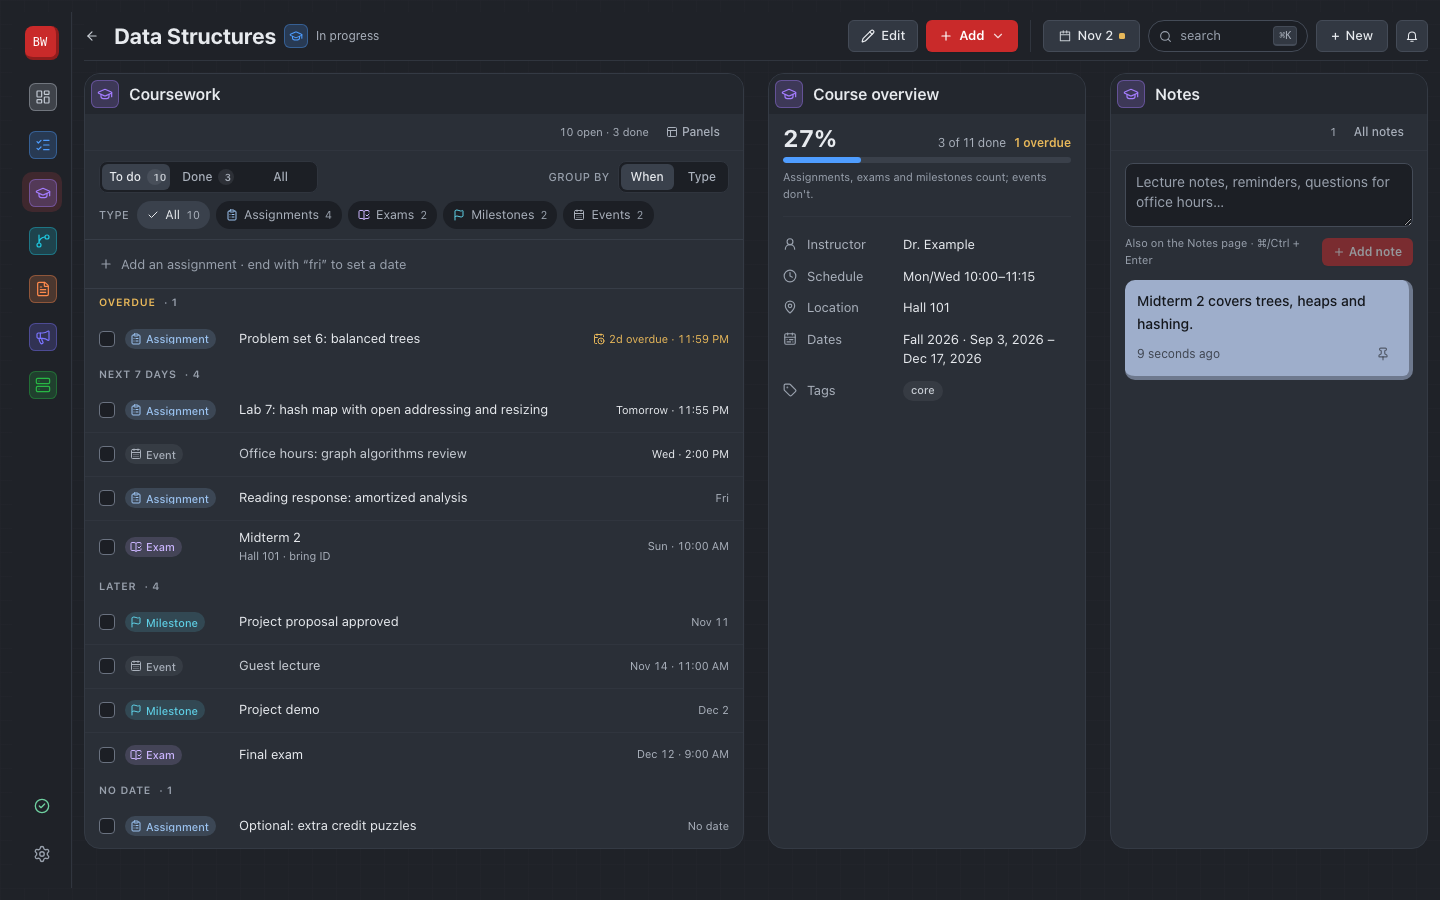 BW
Data Structures
In progress
Edit
Add
Nov 2
search
⌘K
+ New
Coursework
10 open · 3 done
Panels
To do 10
Done 3
All
GROUP BY
When
Type
TYPE
All 10
Assignments 4
Exams 2
Milestones 2
Events 2
Add an assignment · end with “fri” to set a date
OVERDUE · 1
Assignment
Problem set 6: balanced trees
2d overdue · 11:59 PM
NEXT 7 DAYS · 4
Assignment
Lab 7: hash map with open addressing and resizing
Tomorrow · 11:55 PM
Event
Office hours: graph algorithms review
Wed · 2:00 PM
Assignment
Reading response: amortized analysis
Fri
Exam
Midterm 2
Hall 101 · bring ID
Sun · 10:00 AM
LATER · 4
Milestone
Project proposal approved
Nov 11
Event
Guest lecture
Nov 14 · 11:00 AM
Milestone
Project demo
Dec 2
Exam
Final exam
Dec 12 · 9:00 AM
NO DATE · 1
Assignment
Optional: extra credit puzzles
No date
Course overview
27%
3 of 11 done 1 overdue
Assignments, exams and milestones count; events
don't.
Instructor
Dr. Example
Schedule
Mon/Wed 10:00–11:15
Location
Hall 101
Dates
Fall 2026 · Sep 3, 2026 –
Dec 17, 2026
Tags
core
Notes
1
All notes
Lecture notes, reminders, questions for
office hours…
Also on the Notes page · ⌘/Ctrl +
Enter
+ Add note
Midterm 2 covers trees, heaps and
hashing.
9 seconds ago